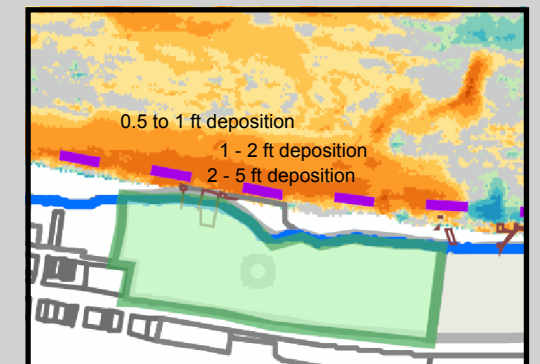 0.5 to 1 ft deposition
1 - 2 ft deposition
2 - 5 ft deposition